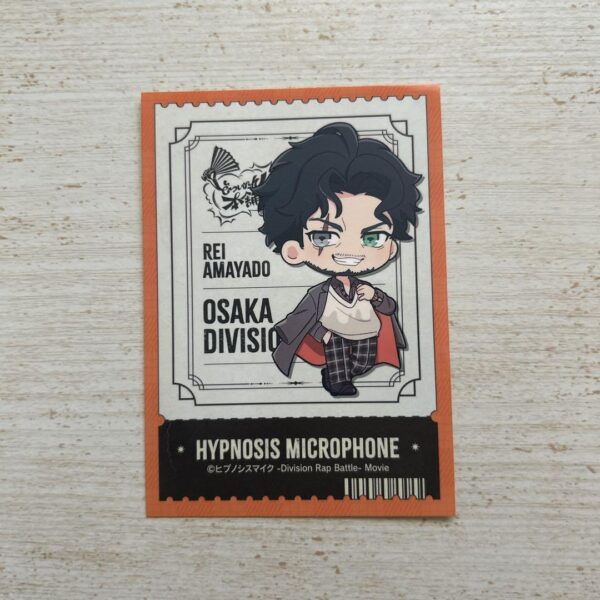 REI
AMAYADO
OSAKA
DIVISIO
HYPNOSIS MICROPHONE
©ヒプノシスマイク -Division Rap Battle- Movie